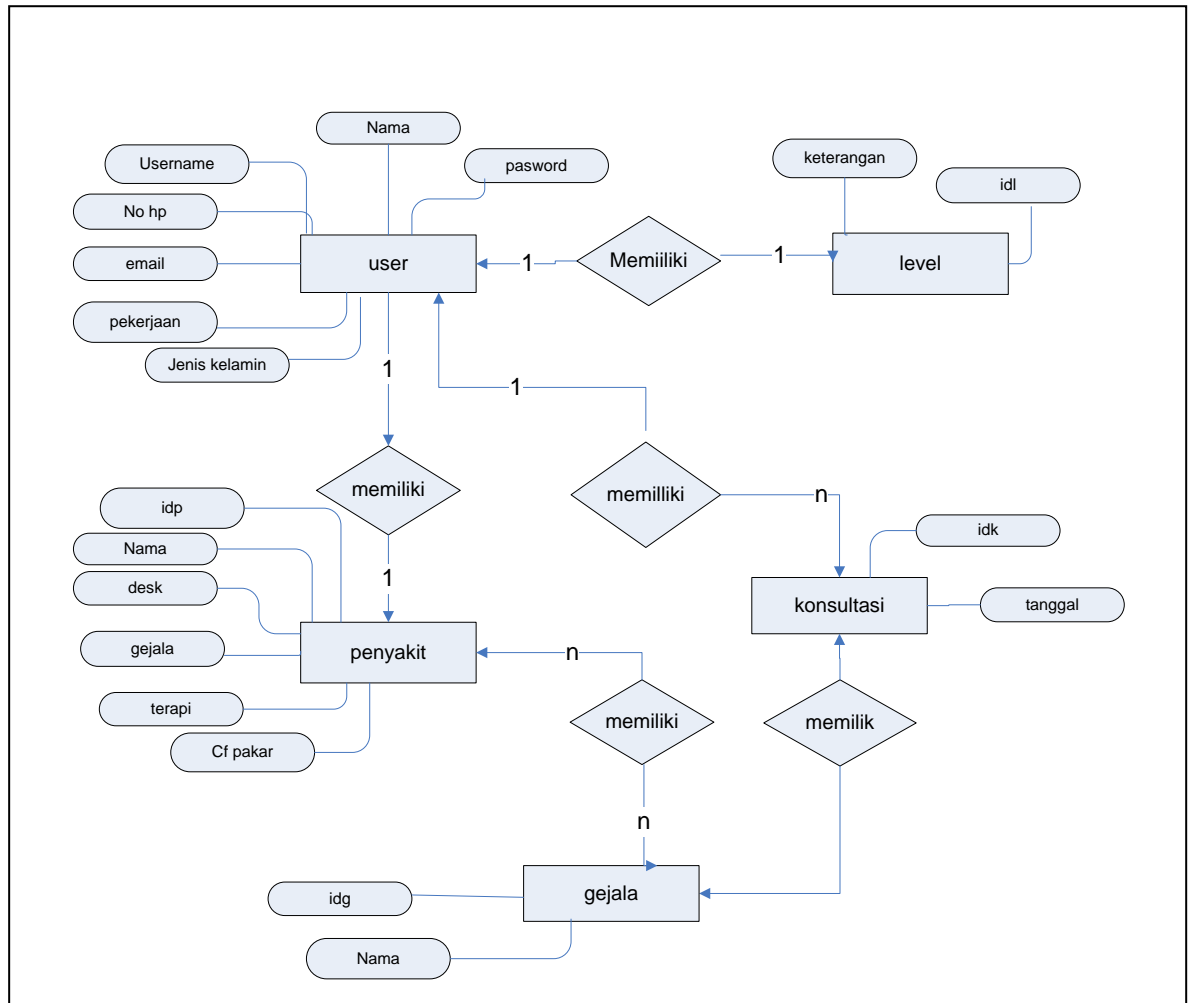 Nama
Username
pasword
keterangan
idl
No hp
user
1
Memiiliki
1
level
email
pekerjaan
Jenis kelamin
1
1
memiliki
memilliki
n
idp
Nama
desk
idk
1
konsultasi
tanggal
gejala
penyakit
n
terapi
Cf pakar
memiliki
memilik
n
gejala
idg
Nama